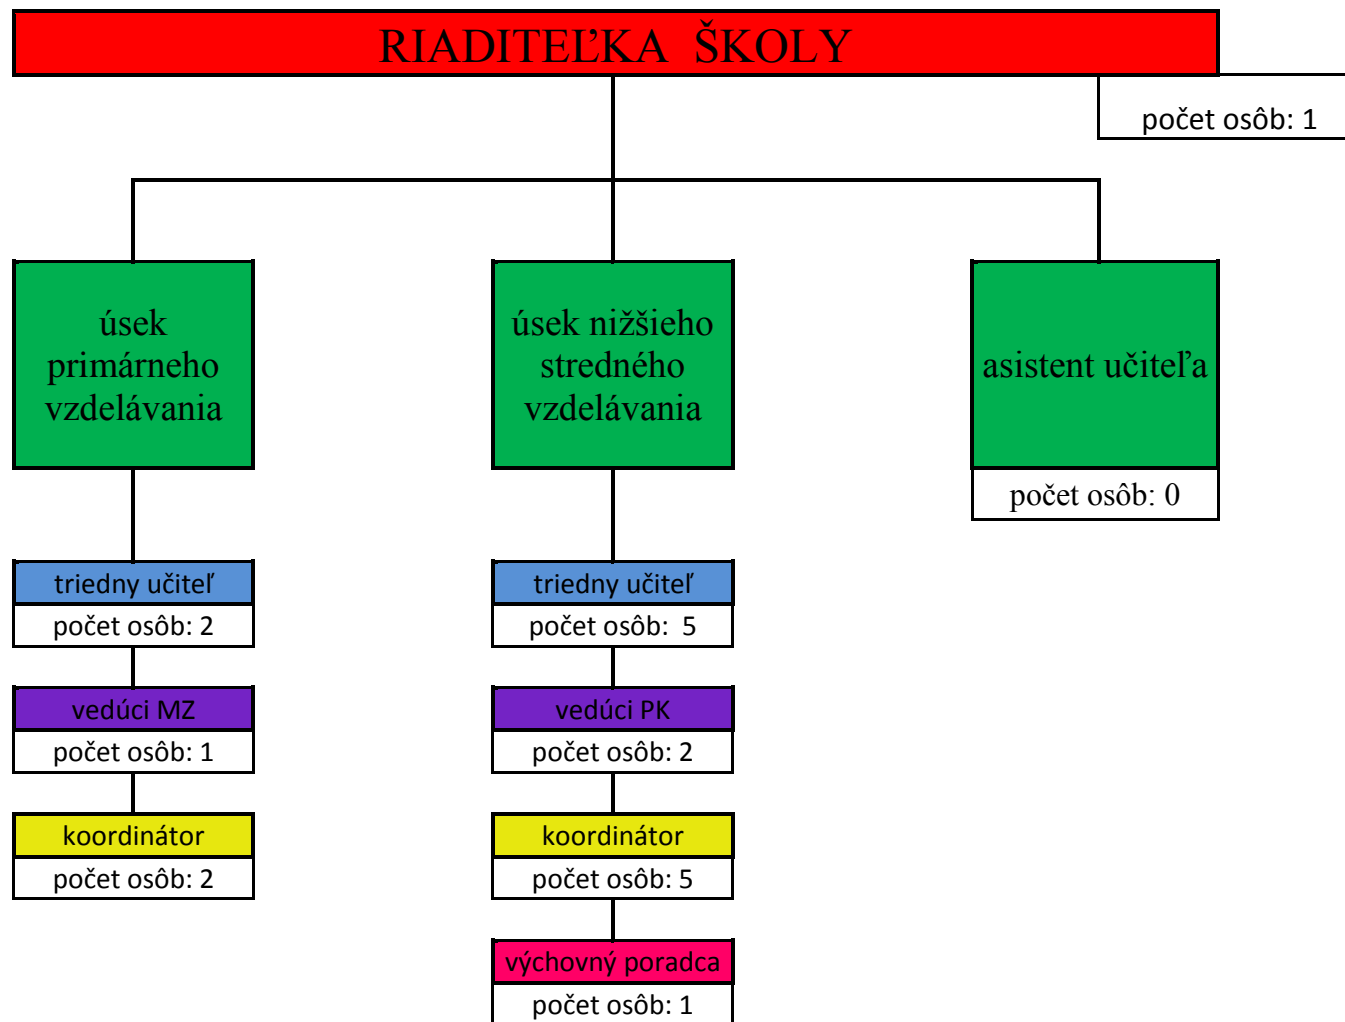 RIADITEĽKA ŠKOLY
počet osôb: 1
úsek
primárneho
vzdelávania
úsek nižšieho
stredného
vzdelávania
asistent učiteľa
počet osôb: 0
triedny učiteľ
počet osôb: 2
vedúci MZ
počet osôb: 1
koordinátor
počet osôb: 2
triedny učiteľ
počet osôb: 5
vedúci PK
počet osôb: 2
koordinátor
počet osôb: 5
výchovný poradca
počet osôb: 1